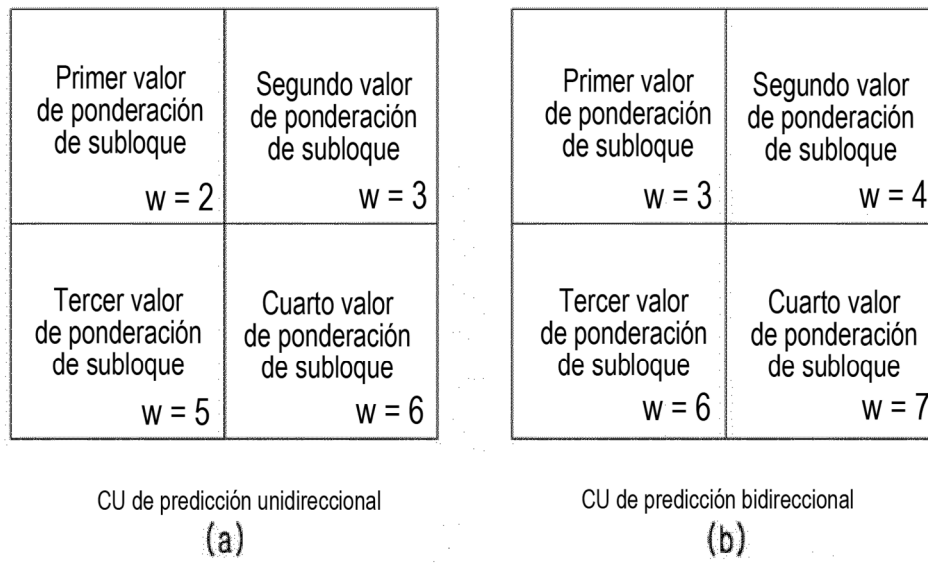 Primer valor
de ponderación
de subloque
w = 2
Segundo valor
de ponderación
de subloque
w = 3
Tercer valor
de ponderación
de subloque
w = 5
Cuarto valor
de ponderación
de subloque
w = 6
CU de predicción unidireccional
(a)
Primer valor
de ponderación
de subloque
w = 3
Segundo valor
de ponderación
de subloque
w = 4
Tercer valor
de ponderación
de subloque
w = 6
Cuarto valor
de ponderación
de subloque
w = 7
CU de predicción bidireccional
(b)